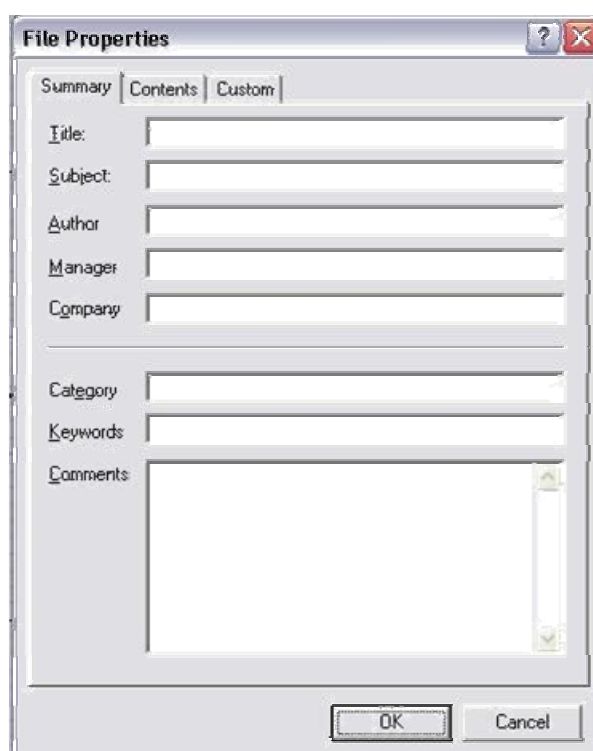 File Properties ?
Summary Contents Custom
Title:
Subject:
Author
Manager
Company
Category
Keywords
Comments
OK Cancel